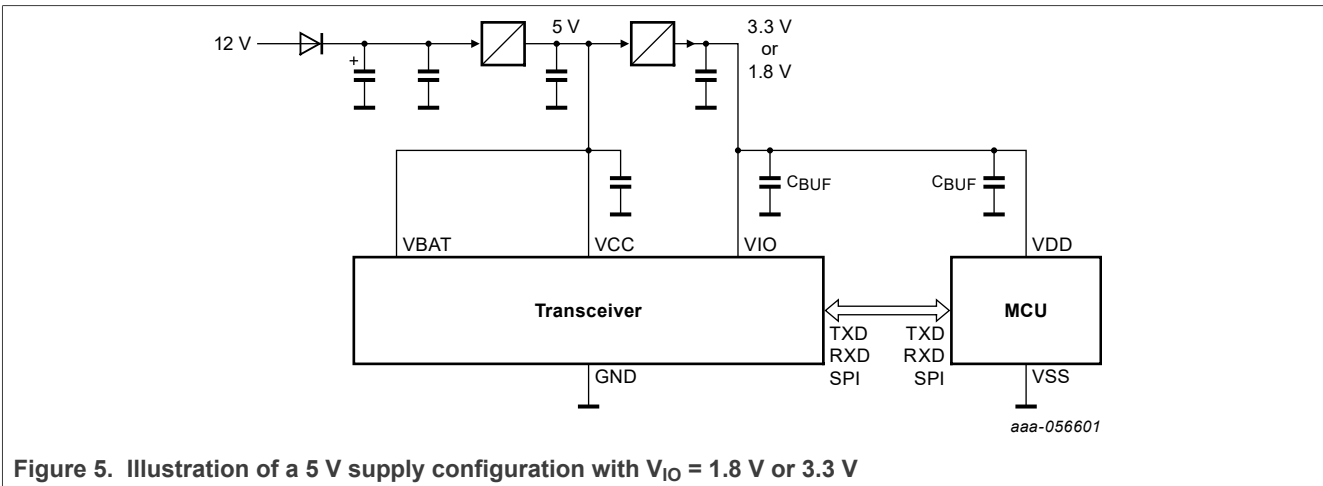 12 V
+
5 V
3.3 V
or
1.8 V
CBUF
CBUF
VBAT
VCC
VIO
VDD
Transceiver
MCU
TXD
RXD
SPI
TXD
RXD
SPI
GND
VSS
aaa-056601
Figure 5. Illustration of a 5 V supply configuration with VIO = 1.8 V or 3.3 V